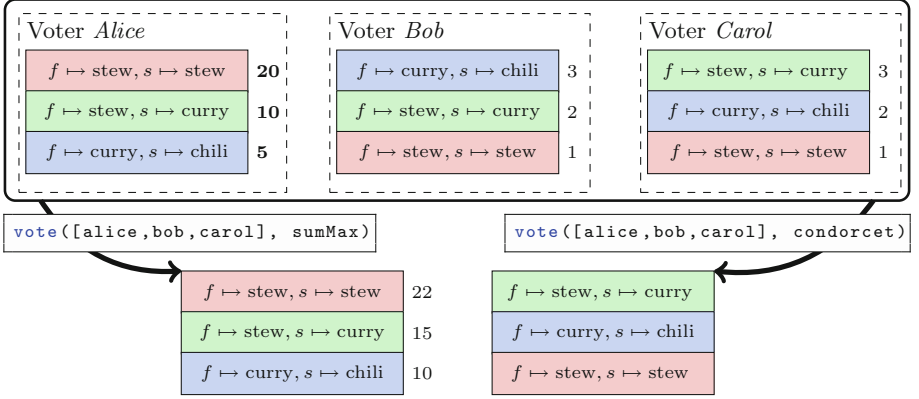 Voter Alice
f ↦ stew, s ↦ stew 20
f ↦ stew, s ↦ curry 10
f ↦ curry, s ↦ chili 5
Voter Bob
f ↦ curry, s ↦ chili 3
f ↦ stew, s ↦ curry 2
f ↦ stew, s ↦ stew 1
Voter Carol
f ↦ stew, s ↦ curry 3
f ↦ curry, s ↦ chili 2
f ↦ stew, s ↦ stew 1
vote([alice,bob,carol], sumMax)
vote([alice,bob,carol], condorcet)
f ↦ stew, s ↦ stew 22
f ↦ stew, s ↦ curry 15
f ↦ curry, s ↦ chili 10
f ↦ stew, s ↦ curry
f ↦ curry, s ↦ chili
f ↦ stew, s ↦ stew